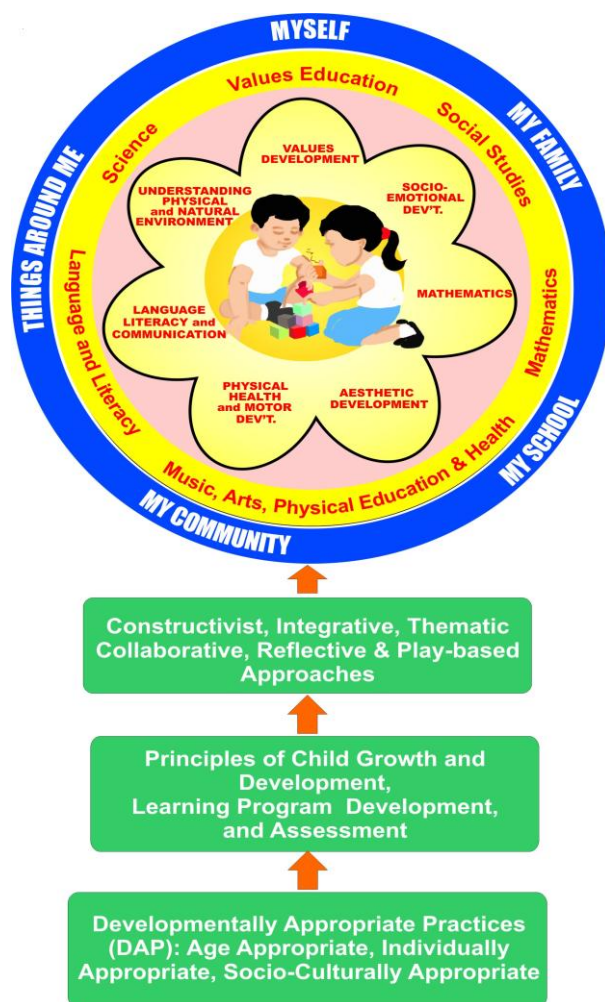 MYSELF
MY FAMILY
MY SCHOOL
MY COMMUNITY
THINGS AROUND ME
Values Education
Social Studies
Mathematics
Music, Arts, Physical Education & Health
Language and Literacy
Science
VALUES
DEVELOPMENT
SOCIO-
EMOTIONAL
DEV'T.
MATHEMATICS
AESTHETIC
DEVELOPMENT
PHYSICAL
HEALTH
and MOTOR
DEV'T.
LANGUAGE
LITERACY and
COMMUNICATION
UNDERSTANDING
PHYSICAL
and NATURAL
ENVIRONMENT
Constructivist, Integrative, Thematic
Collaborative, Reflective & Play-based
Approaches
Principles of Child Growth and
Development,
Learning Program Development,
and Assessment
Developmentally Appropriate Practices
(DAP): Age Appropriate, Individually
Appropriate, Socio-Culturally Appropriate